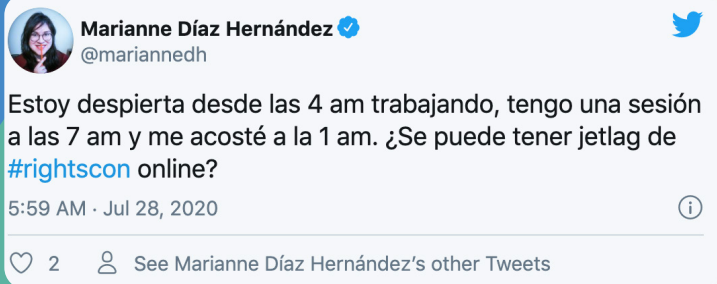 Marianne Díaz Hernández
@mariannedh
Estoy despierta desde las 4 am trabajando, tengo una sesión
a las 7 am y me acosté a la 1 am. ¿Se puede tener jetlag de
#rightscon online?
5:59 AM · Jul 28, 2020
2 See Marianne Díaz Hernández's other Tweets